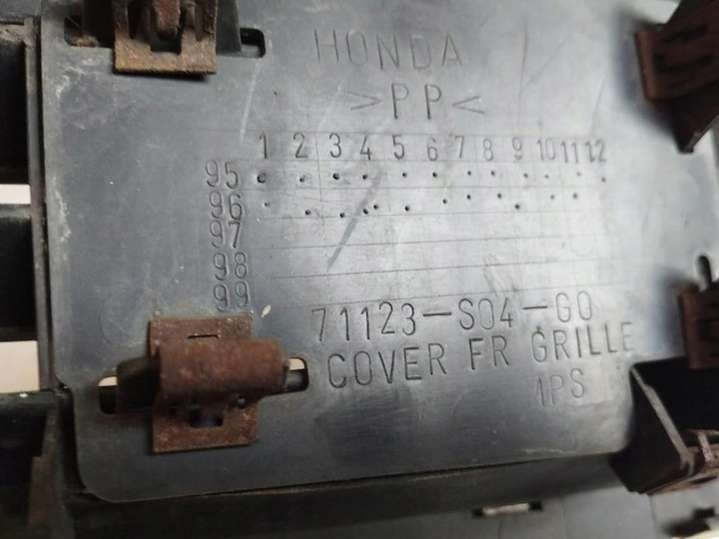 HONDA
>PP<
1 2 3 4 5 6 7 8 9 10 11 12
95
96
97
98
99
71123-S04-G0
COVER FR GRILLE
1PS